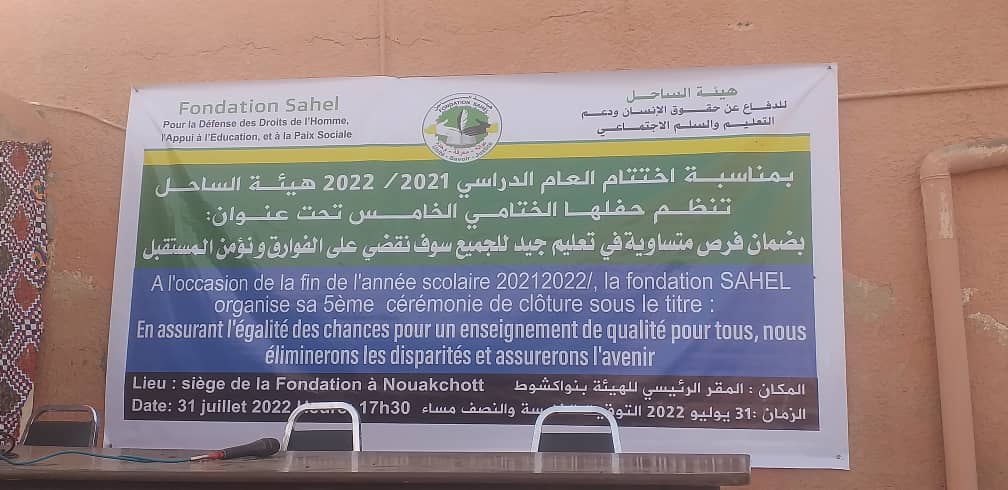 Fondation Sahel
Pour la Défense des Droits de l'Homme,
l'Appui à l'Education, et à la Paix Sociale
FONDATION SAHEL
هيئة الساحل
للدفاع عن حقوق الإنسان ودعم
التعليم والسلم الاجتماعي
بمناسبة اختتام العام الدراسي 2021/ 2022 هيئة الساحل
تنظم حفلها الختامي الخامس تحت عنوان:
بضمان فرص متساوية في تعليم جيد للجميع سوف نقضي على الفوارق ونؤمن المستقبل
A l'occasion de la fin de l'année scolaire 20212022/, la fondation SAHEL
organise sa 5ème cérémonie de clôture sous le titre :
En assurant l'égalité des chances pour un enseignement de qualité pour tous, nous
éliminerons les disparités et assurerons l'avenir
Lieu : siège de la Fondation à Nouakchott
Date: 31 juillet 2022 17h30
المكان : المقر الرئيسي للهيئة بنواكشوط
الزمان :31 يوليو 2022 والنصف مساء